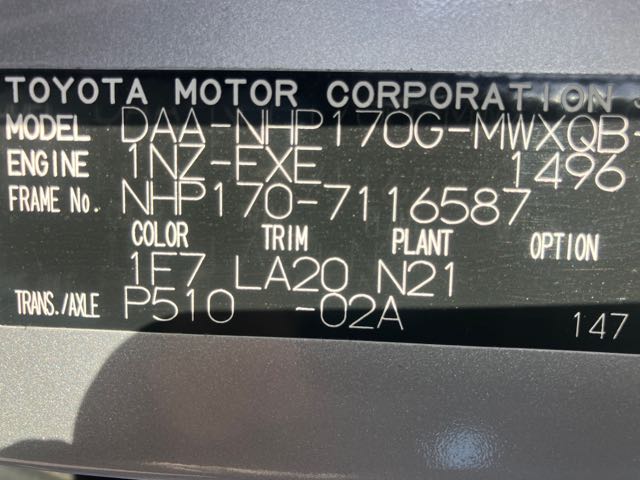 TOYOTA MOTOR CORPORATION
MODEL DAA-NHP170G-MWXQB
ENGINE 1NZ-FXE 1496
FRAME No. NHP170-7116587
COLOR TRIM PLANT OPTION
1F7 LA20 N21
TRANS./AXLE P510 -02A 147